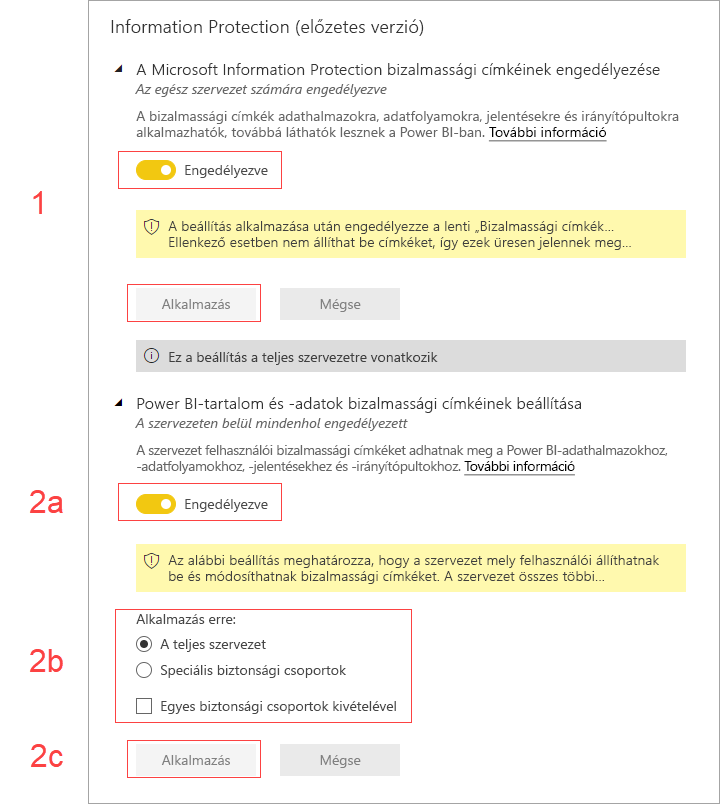 Information Protection (előzetes verzió)
A Microsoft Information Protection bizalmassági címkéinek engedélyezése
Az egész szervezet számára engedélyezve
A bizalmassági címkék adathalmazokra, adatfolyamokra, jelentésekre és irányítópultokra
alkalmazhatók, továbbá láthatók lesznek a Power BI-ban. További információ
Engedélyezve
1
A beállítás alkalmazása után engedélyezze a lenti „Bizalmassági címkék...
Ellenkező esetben nem állíthat be címkéket, így ezek üresen jelennek meg...
Alkalmazás Mégse
Ez a beállítás a teljes szervezetre vonatkozik
Power BI-tartalom és -adatok bizalmassági címkéinek beállítása
A szervezeten belül mindenhol engedélyezett
A szervezet felhasználói bizalmassági címkéket adhatnak meg a Power BI-adathalmazokhoz,
-adatfolyamokhoz, -jelentésekhez és -irányítópultokhoz. További információ
2a Engedélyezve
Az alábbi beállítás meghatározza, hogy a szervezet mely felhasználói állíthatnak
be és módosíthatnak bizalmassági címkéket. A szervezet összes többi...
Alkalmazás erre:
A teljes szervezet
2b Speciális biztonsági csoportok
Egyes biztonsági csoportok kivételével
2c Alkalmazás Mégse